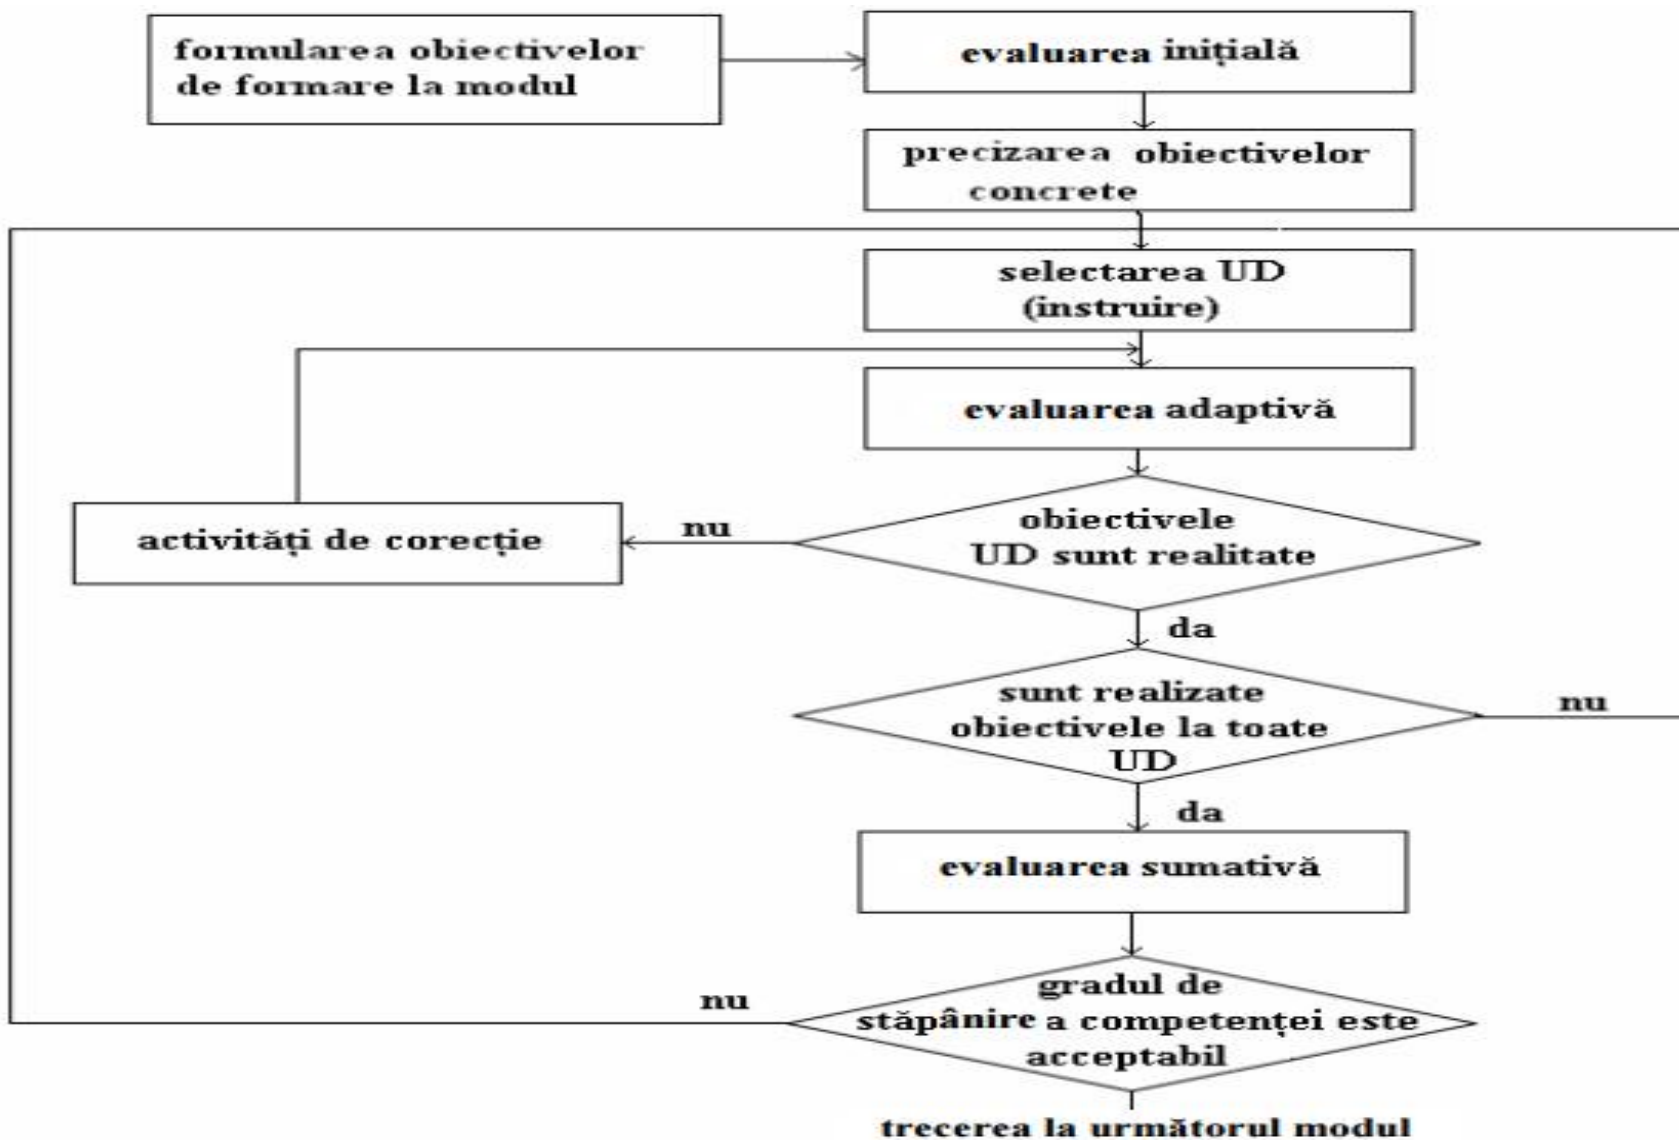 formularea obiectivelor
de formare la modul
evaluarea inițială
precizarea obiectivelor
concrete
selectarea UD
(instruire)
evaluarea adaptivă
activități de corecție
nu
obiectivele
UD sunt realitate
da
sunt realizate
obiectivele la toate
UD
nu
da
evaluarea sumativă
nu
gradul de
stăpânire a competenței este
acceptabil
trecerea la următorul modul